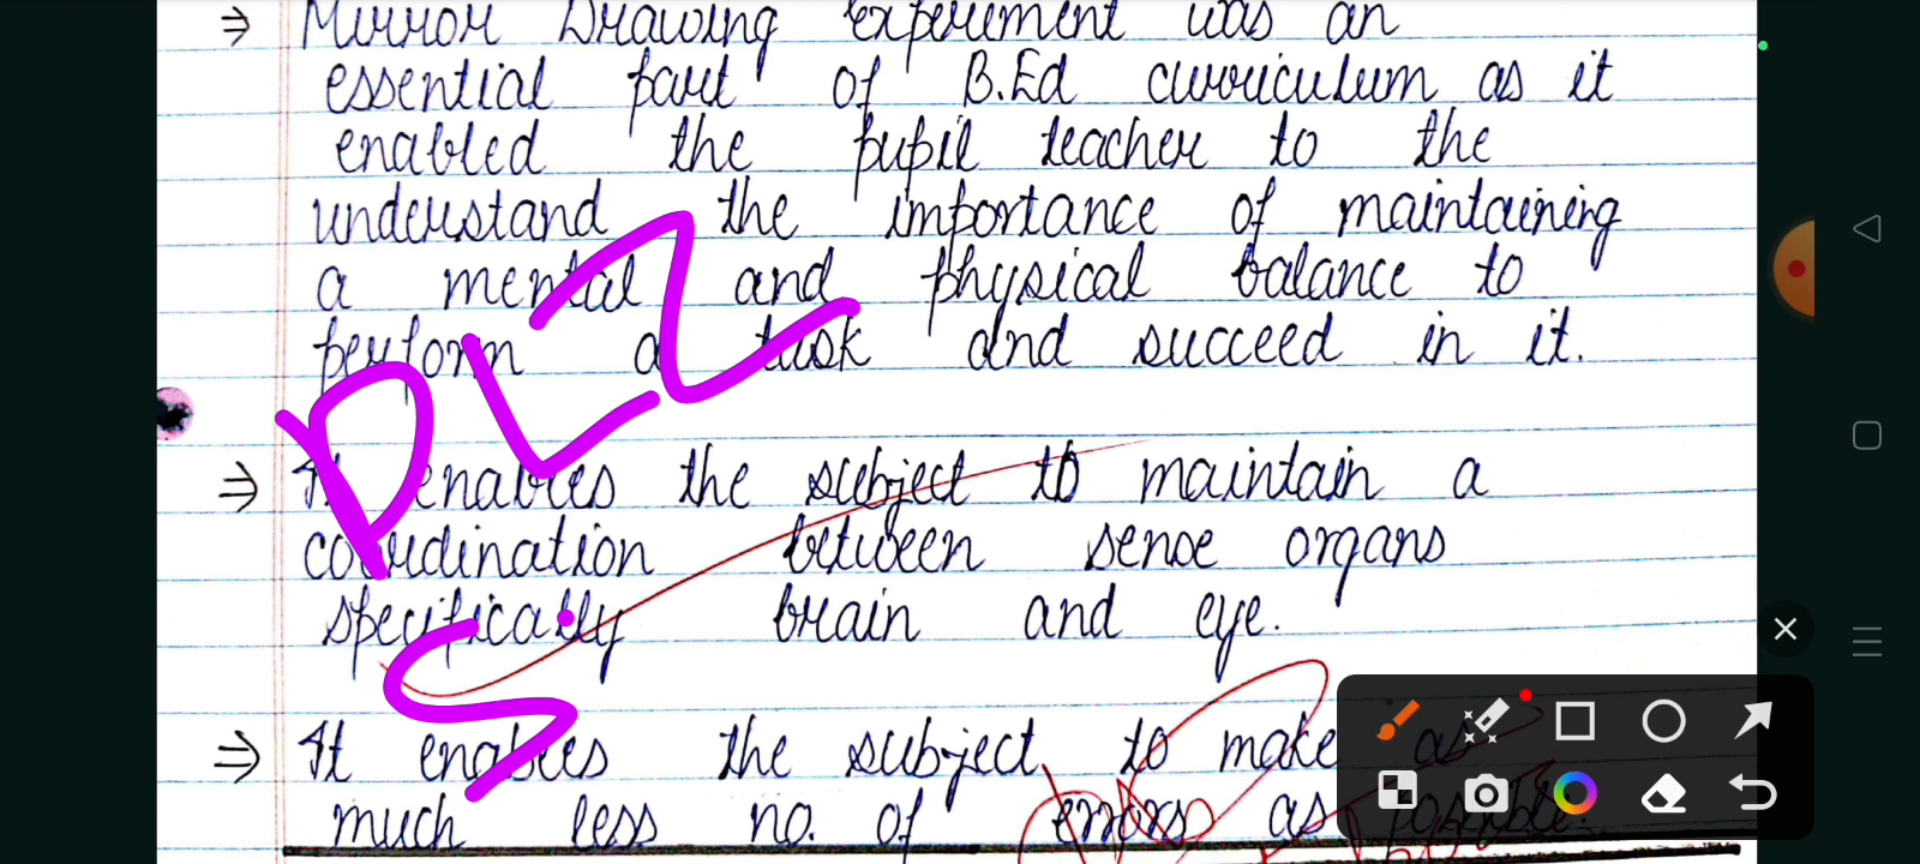 ⇒ Mirror Drawing experiment was an
essential part of B.Ed curriculum as it
enabled the pupil teacher to the
understand the importance of maintaining
a mental and physical balance to
perform a task and succeed in it.
PLZ
⇒ It enables the subject to maintain a
coordination between sense organs
specifically brain and eye.
S
⇒ It enables the subject to make as
much less no. of errors as possible.